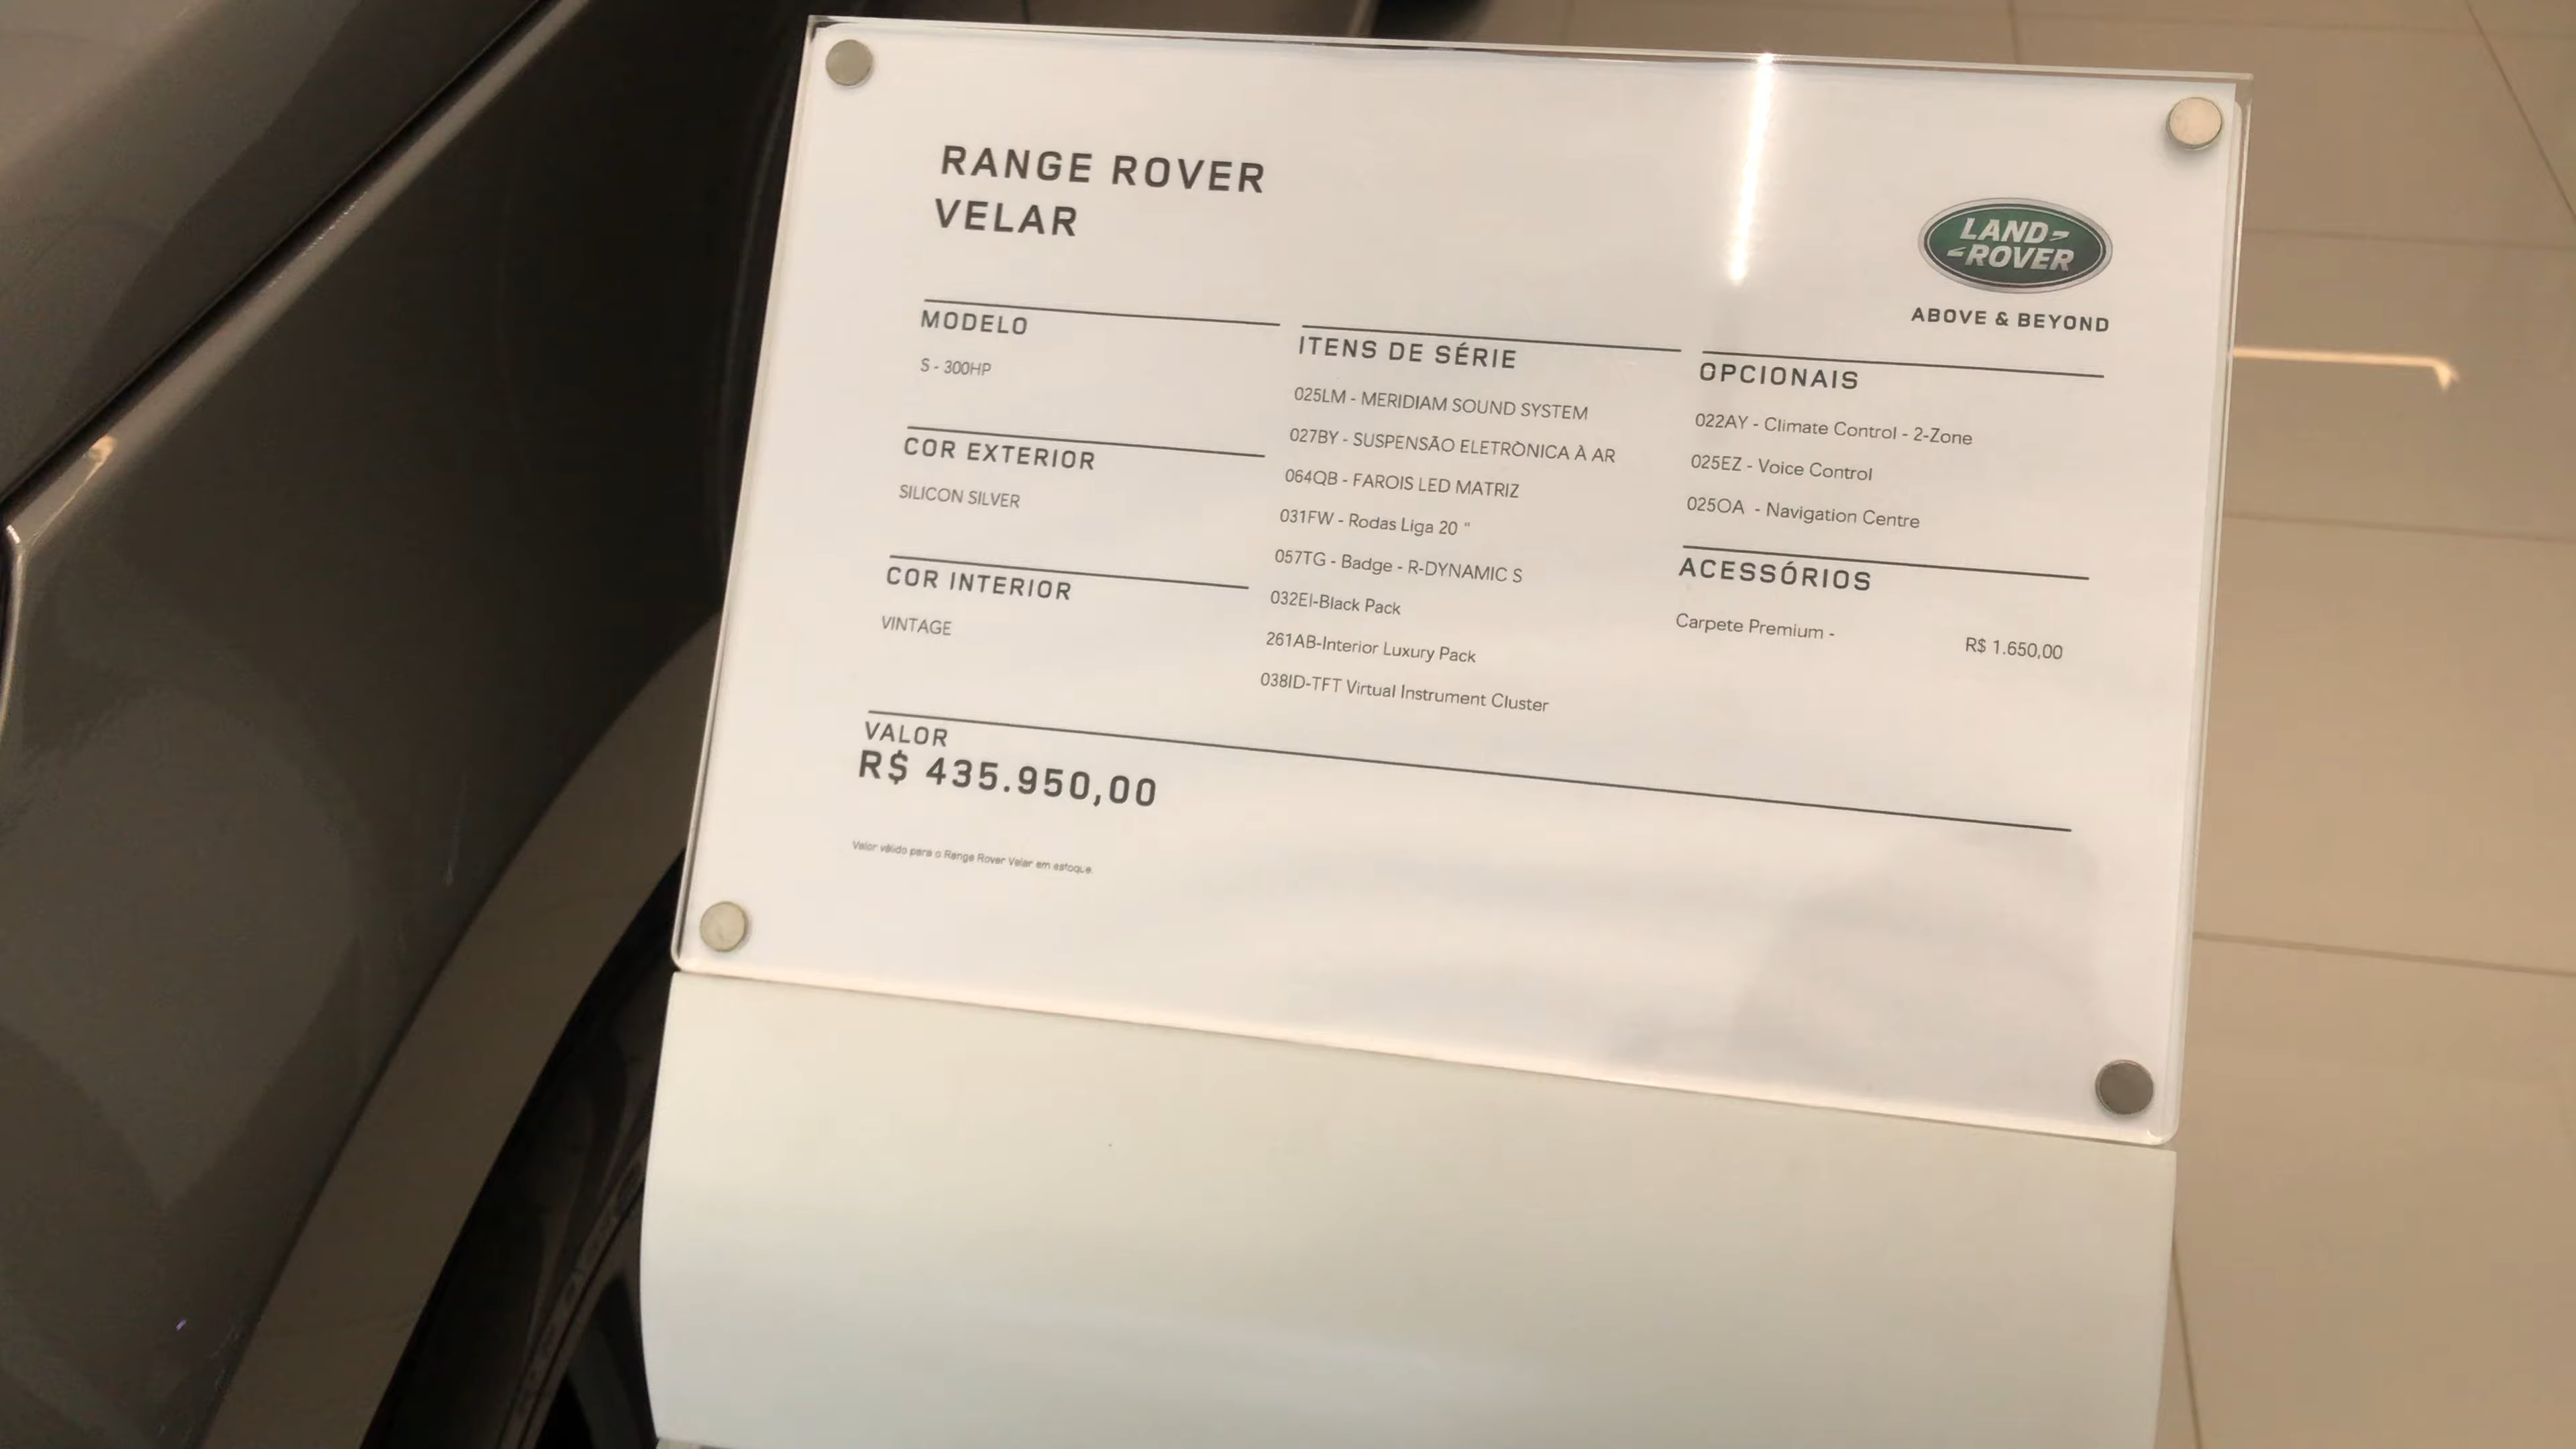 RANGE ROVER
VELAR
LAND
ROVER
ABOVE & BEYOND
MODELO
S - 300HP
COR EXTERIOR
SILICON SILVER
COR INTERIOR
VINTAGE
ITENS DE SÉRIE
025LM - MERIDIAM SOUND SYSTEM
027BY - SUSPENSÃO ELETRÒNICA À AR
064QB - FAROIS LED MATRIZ
031FW - Rodas Liga 20 "
057TG - Badge - R-DYNAMIC S
032EI-Black Pack
261AB-Interior Luxury Pack
038ID-TFT Virtual Instrument Cluster
OPCIONAIS
022AY - Climate Control - 2-Zone
025EZ - Voice Control
025OA - Navigation Centre
ACESSÓRIOS
Carpete Premium - R$ 1.650,00
VALOR
R$ 435.950,00
Valor válido para o Range Rover Velar em estoque.